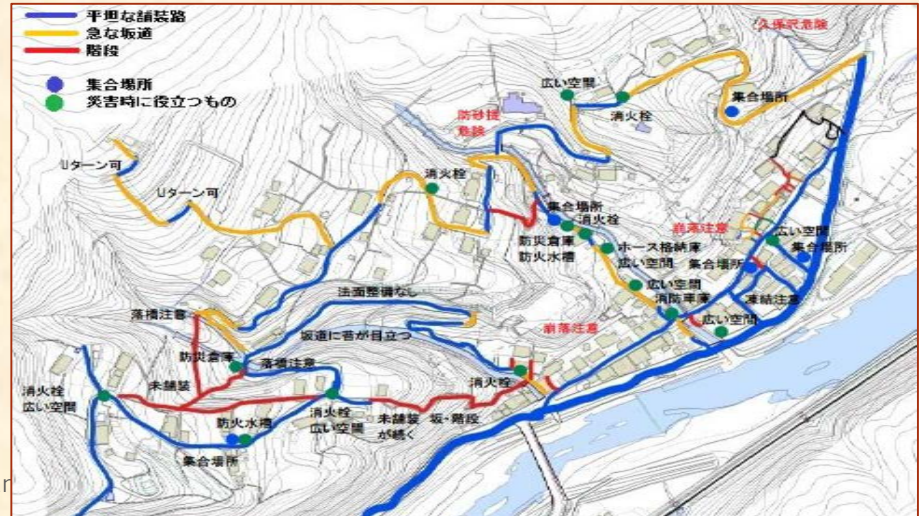 平坦な舗装路
急な坂道
階段
集合場所
災害時に役立つもの
久保沢危険
広い空間
集合場所
消火栓
防砂堤
危険
Uターン可
消火栓
Uターン可
集合場所
消火栓
崩落注意
広い空間
防災倉庫
防火水槽
ホース格納庫
広い空間
集合場所
集合場所
広い空間
法面整備なし
消防車庫
凍結注意
落橋注意
広い空間
坂道に苔が目立つ
崩落注意
防災倉庫
落橋注意
消火栓
未舗装
消火栓
広い空間
防火水槽
消火栓
広い空間
未舗装 坂・階段
が続く
集合場所